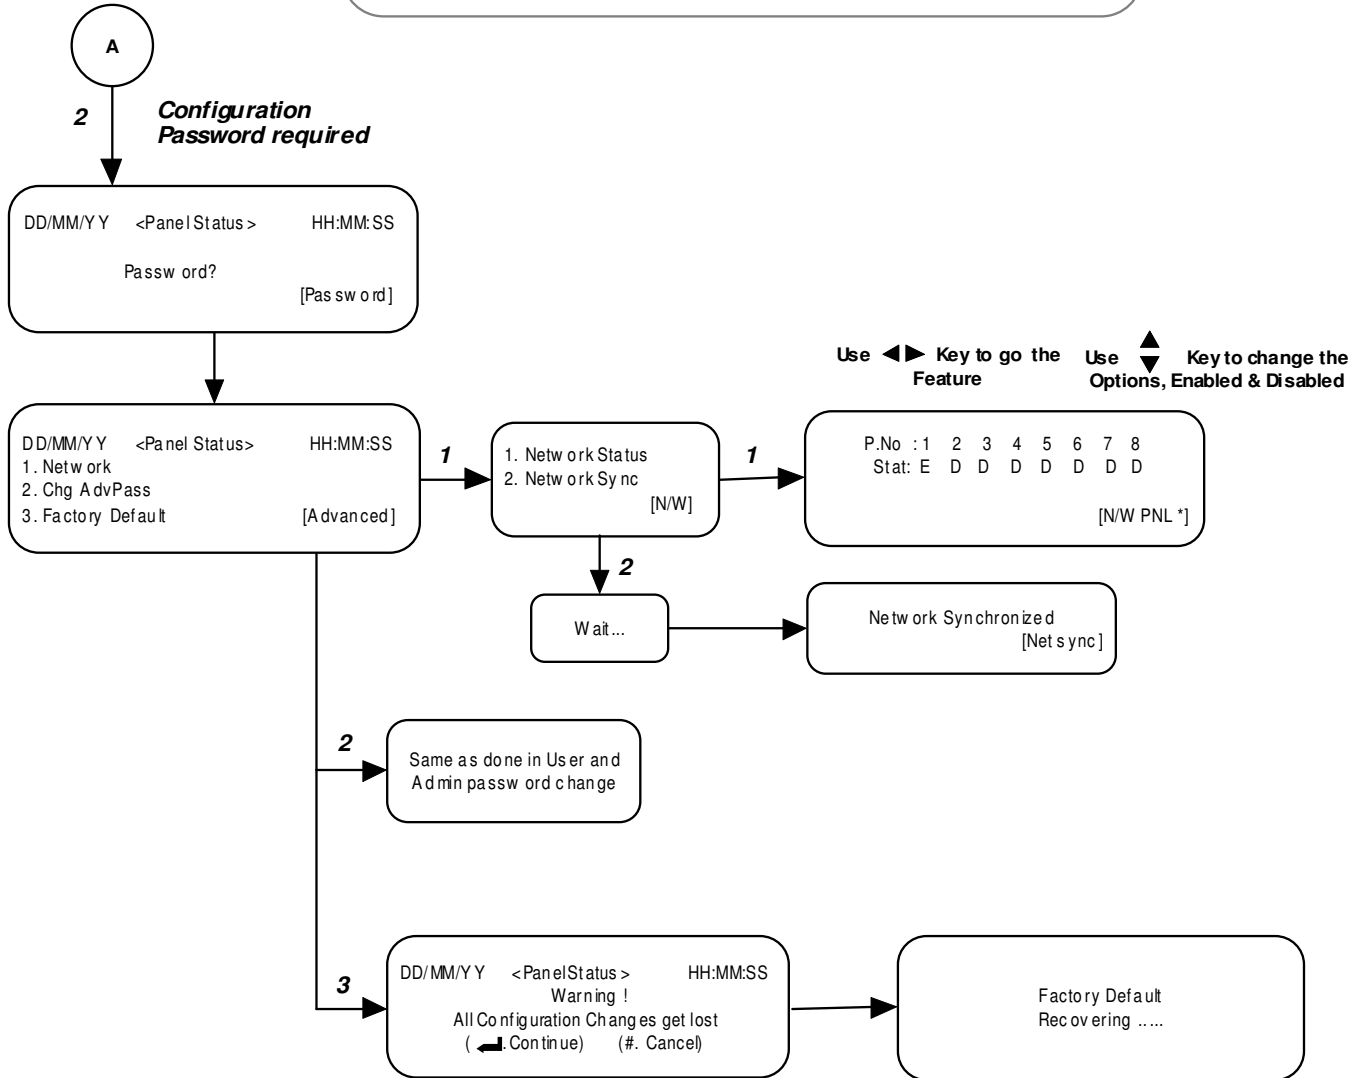 A
2
Configuration
Password required
DD/MM/YY <Panel Status> HH:MM:SS
Password?
[Password]
Use ◀ ▶ Key to go the
Feature
Use ▲▼ Key to change the
Options, Enabled & Disabled
DD/MM/YY <Panel Status> HH:MM:SS
1. Network
2. Chg AdvPass
3. Factory Default [Advanced]
1
1. Network Status
2. Network Sync
[N/W]
1
P.No : 1 2 3 4 5 6 7 8
Stat: E D D D D D D D
[N/W PNL *]
2
Wait...
Network Synchronized
[Netsync]
2
Same as done in User and
Admin password change
3
DD/MM/YY <PanelStatus> HH:MM:SS
Warning !
All Configuration Changes get lost
( . Continue) (#. Cancel)
Factory Default
Recovering .....